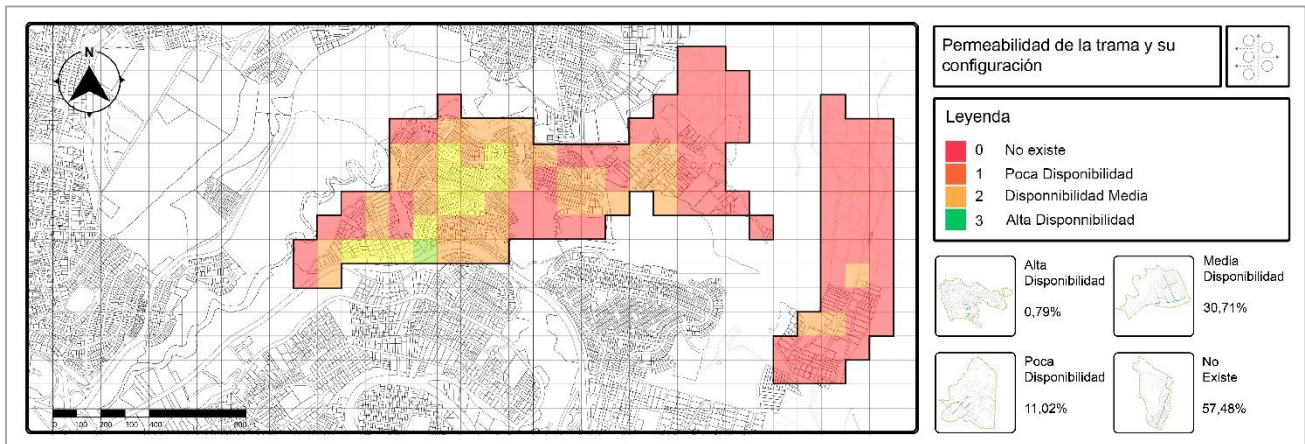 N
0 100 200 300 400 600
Permeabilidad de la trama y su
configuración
Leyenda
0 No existe
1 Poca Disponibilidad
2 Disponnibilidad Media
3 Alta Disponnibilidad
Alta
Disponibilidad
0,79%
Media
Disponibilidad
30,71%
Poca
Disponibilidad
11,02%
No
Existe
57,48%